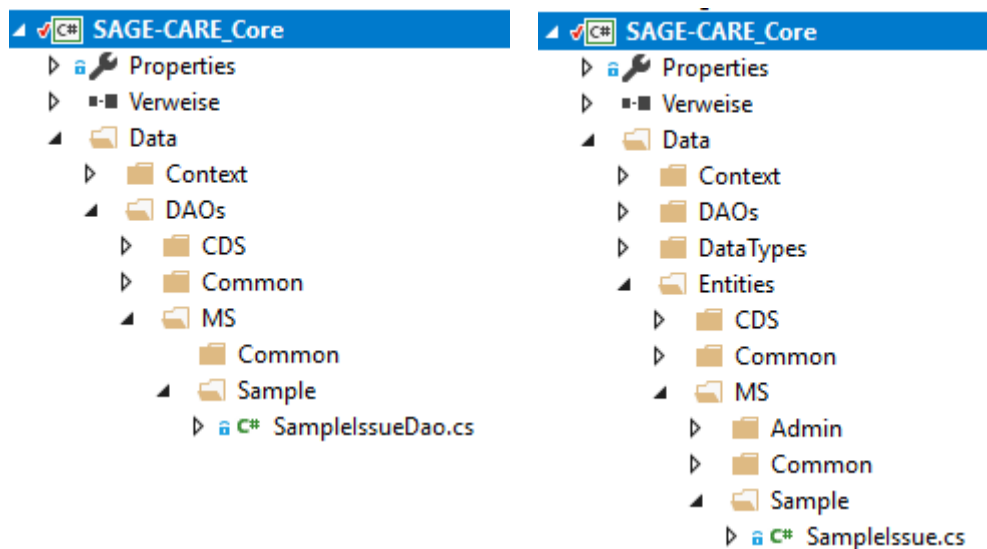 C# SAGE-CARE_Core
Properties
Verweise
Data
Context
DAOs
CDS
Common
MS
Common
Sample
C# SampleIssueDao.cs
C# SAGE-CARE_Core
Properties
Verweise
Data
Context
DAOs
DataTypes
Entities
CDS
Common
MS
Admin
Common
Sample
C# SampleIssue.cs